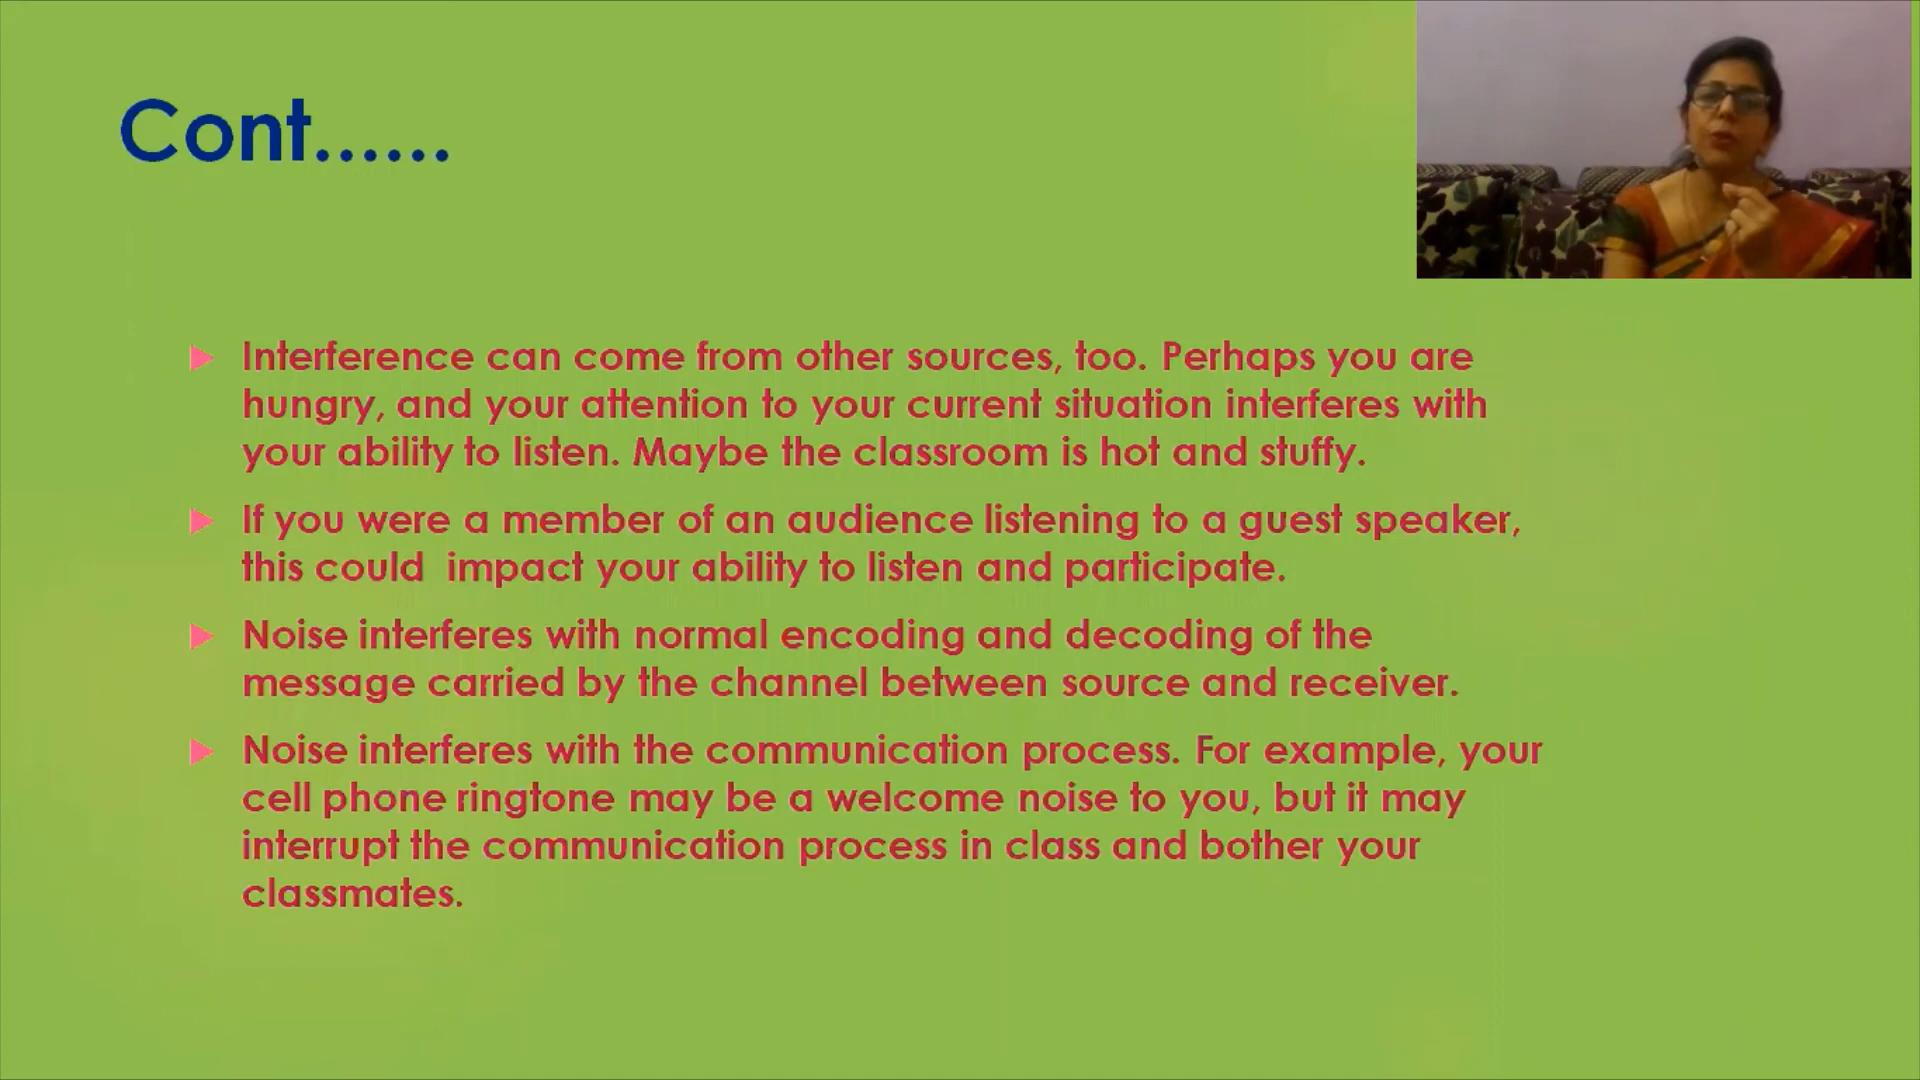 Cont......
Interference can come from other sources, too. Perhaps you are
hungry, and your attention to your current situation interferes with
your ability to listen. Maybe the classroom is hot and stuffy.
If you were a member of an audience listening to a guest speaker,
this could  impact your ability to listen and participate.
Noise interferes with normal encoding and decoding of the
message carried by the channel between source and receiver.
Noise interferes with the communication process. For example, your
cell phone ringtone may be a welcome noise to you, but it may
interrupt the communication process in class and bother your
classmates.